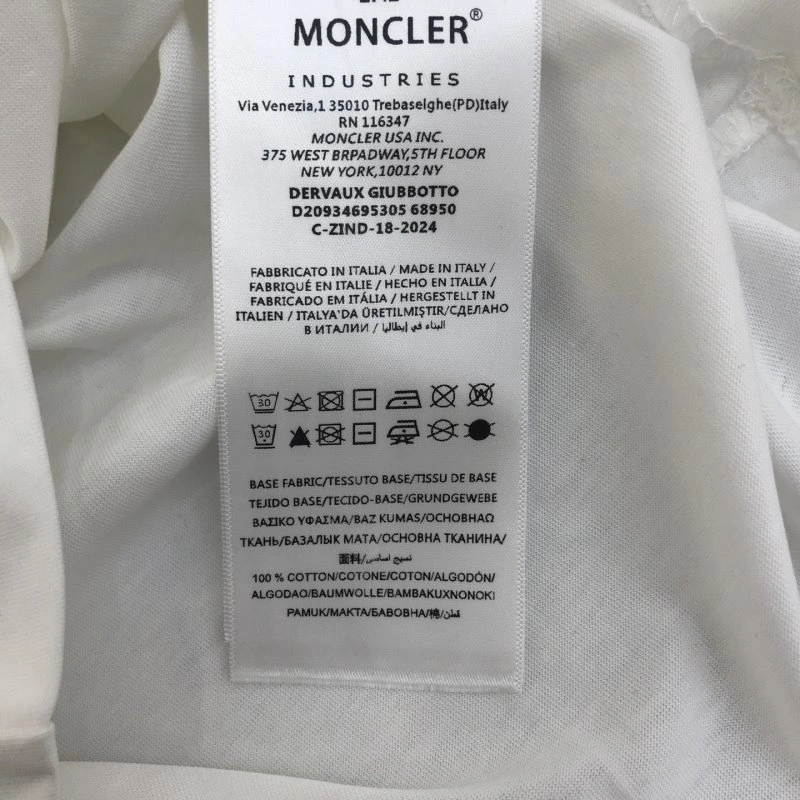 MONCLER®
INDUSTRIES
Via Venezia,1 35010 Trebaselghe(PD)Italy
RN 116347
MONCLER USA INC.
375 WEST BRPADWAY,5TH FLOOR
NEW YORK,10012 NY
DERVAUX GIUBBOTTO
D20934695305 68950
C-ZIND-18-2024
FABBRICATO IN ITALIA / MADE IN ITALY /
FABRIQUÉ EN ITALIE / HECHO EN ITALIA /
FABRICADO EM ITÁLIA / HERGESTELLT IN
ITALIEN / ITALYA'DA ÜRETILMIŞTIR/СДЕЛАНО
В ИТАЛИИ / البناء في إيطاليا
30 W
30
BASE FABRIC/TESSUTO BASE/TISSU DE BASE
TEJIDO BASE/TECIDO-BASE/GRUNDGEWEBE
ΒΑΣΙΚΟ ΥΦΑΣΜΑ/BAZ KUMAS/ОСНОВНАΩ
ТКАНЬ/БАЗАЛЫК МАТА/ОСНОВНА ТКАНИНА/
面料/نسيج اساسي
100 % COTTON/COTONE/COTON/ALGODÓN/
ALGODAO/BAUMWOLLE/BAMBAKUXNONOKI
PAMUK/МАКТА/БАВОВНА/棉/قطن